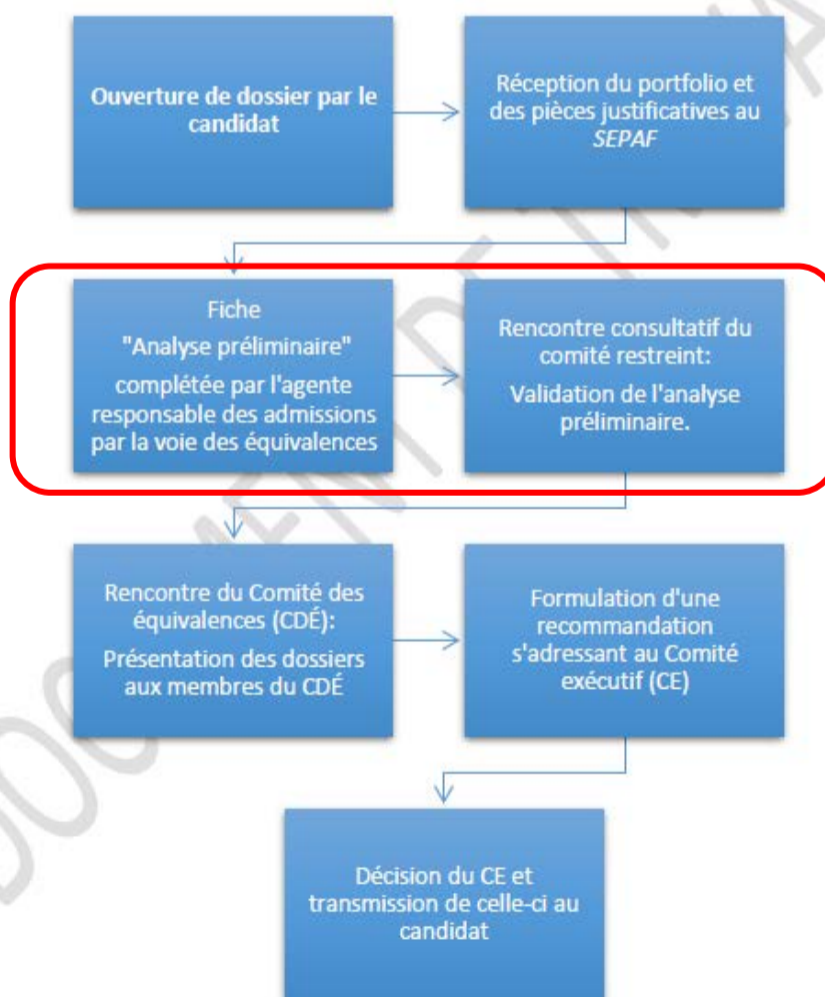 Ouverture de dossier par le
candidat
Réception du portfolio et
des pièces justificatives au
SEPAF
Fiche
"Analyse préliminaire"
complétée par l'agente
responsable des admissions
par la voie des équivalences
Rencontre consultatif du
comité restreint:
Validation de l'analyse
préliminaire.
Rencontre du Comité des
équivalences (CDÉ):
Présentation des dossiers
aux membres du CDÉ
Formulation d'une
recommandation
s'adressant au Comité
exécutif (CE)
Décision du CE et
transmission de celle-ci au
candidat